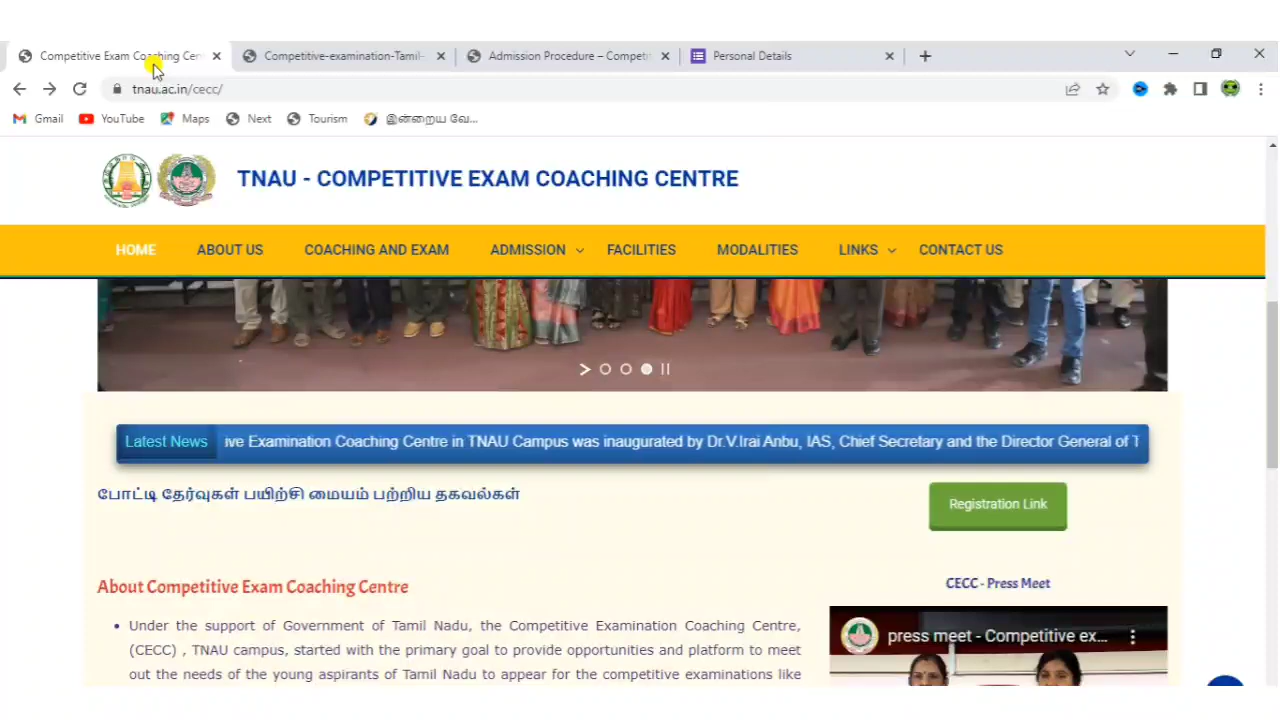 Competitive Exam Coaching Cen
Competitive-examination-Tamil-
Admission Procedure – Competi
Personal Details
tnau.ac.in/cecc/
Gmail
YouTube
Maps
Next
Tourism
இன்றைய வே...
TNAU - COMPETITIVE EXAM COACHING CENTRE
HOME
ABOUT US
COACHING AND EXAM
ADMISSION
FACILITIES
MODALITIES
LINKS
CONTACT US
Latest News
ive Examination Coaching Centre in TNAU Campus was inaugurated by Dr.V.Irai Anbu, IAS, Chief Secretary and the Director General of T
போட்டி தேர்வுகள் பயிற்சி மையம் பற்றிய தகவல்கள்
Registration Link
About Competitive Exam Coaching Centre
CECC - Press Meet
Under the support of Government of Tamil Nadu, the Competitive Examination Coaching Centre,
(CECC) , TNAU campus, started with the primary goal to provide opportunities and platform to meet
out the needs of the young aspirants of Tamil Nadu to appear for the competitive examinations like
press meet - Competitive ex...